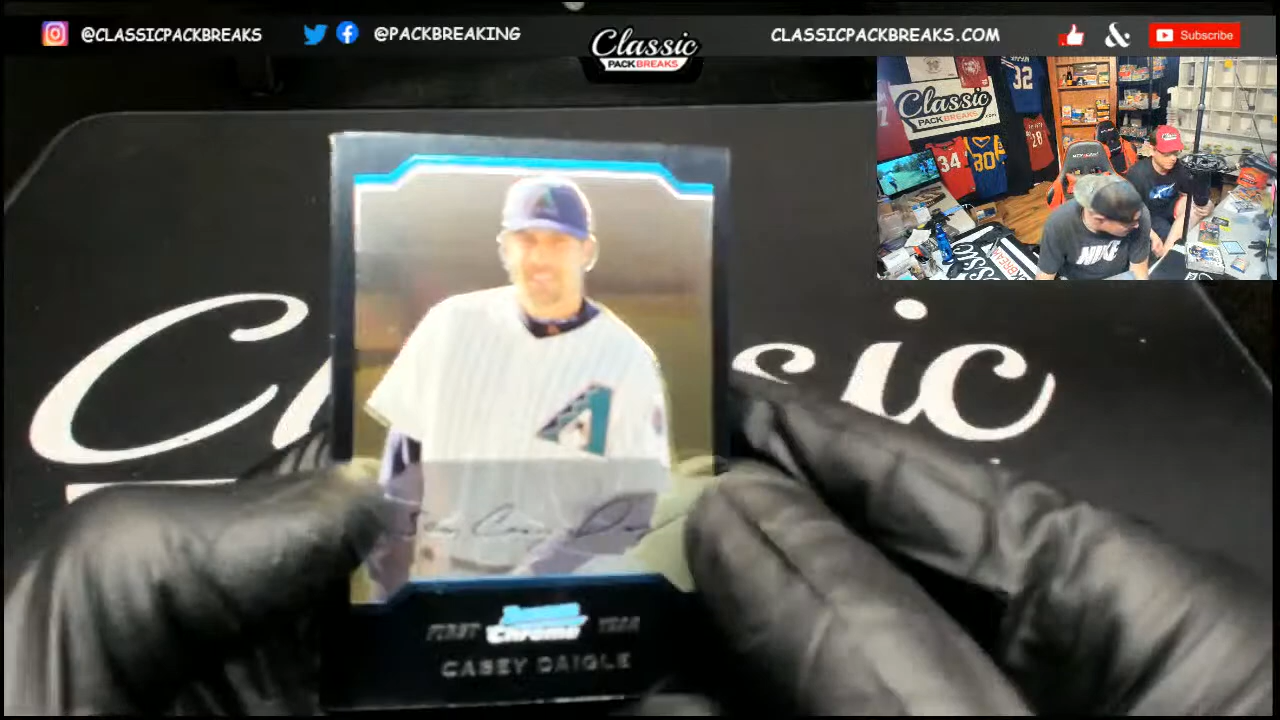 @CLASSICPACKBREAKS
@PACKBREAKING
Classic
PACK BREAKS
CLASSICPACKBREAKS.COM
Subscribe
Classic
PACK BREAKS
.com
32
34
80
28
NIKE
Classic
A
FIRST Bowman Chrome YEAR
CASEY DAIGLE